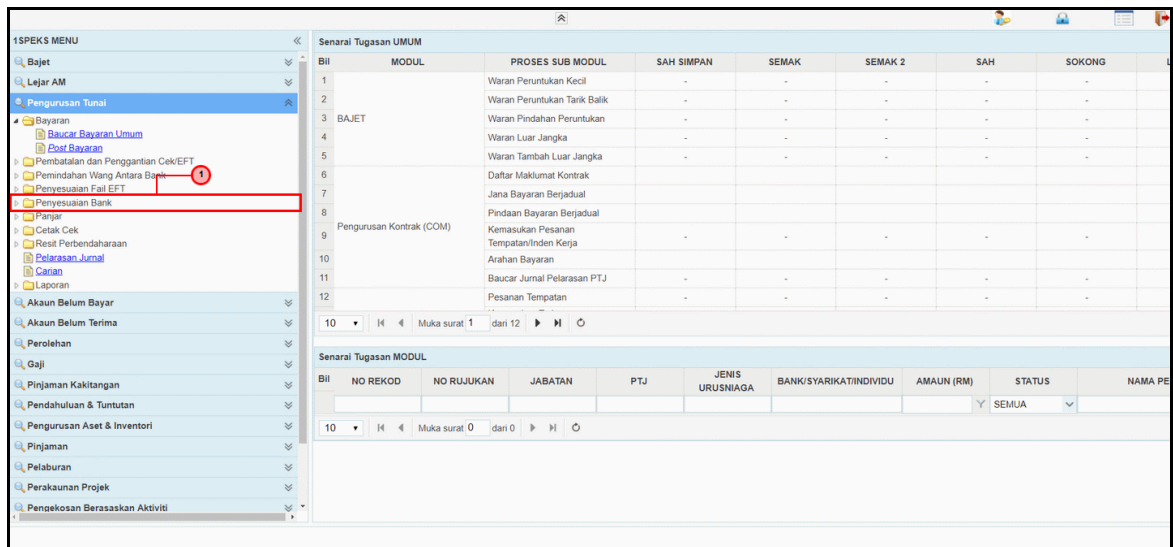 1SPEKS MENU
Bajet
Lejar AM
Pengurusan Tunai
Bayaran
Baucar Bayaran Umum
Post Bayaran
Pembatalan dan Penggantian Cek/EFT
Pemindahan Wang Antara Bank
1
Penyesuaian Fail EFT
Penyesuaian Bank
Panjar
Cetak Cek
Resit Perbendaharaan
Pelarasan Jurnal
Carian
Laporan
Akaun Belum Bayar
Akaun Belum Terima
Perolehan
Gaji
Pinjaman Kakitangan
Pendahuluan & Tuntutan
Pengurusan Aset & Inventori
Pinjaman
Pelaburan
Perakaunan Projek
Pengekosan Berasaskan Aktiviti
Senarai Tugasan UMUM
Bil MODUL PROSES SUB MODUL SAH SIMPAN SEMAK SEMAK 2 SAH SOKONG
1 Waran Peruntukan Kecil - - - - -
2 Waran Peruntukan Tarik Balik - - - - -
3 BAJET Waran Pindahan Peruntukan - - - - -
4 Waran Luar Jangka - - - - -
5 Waran Tambah Luar Jangka - - - - -
6 Daftar Maklumat Kontrak
7 Jana Bayaran Berjadual
8 Pindaan Bayaran Berjadual
Pengurusan Kontrak (COM)
9 Kemasukan Pesanan Tempatan/Inden Kerja - - - - -
10 Arahan Bayaran
11 Baucar Jurnal Pelarasan PTJ - - - - -
12 Pesanan Tempatan - - - - -
10 Muka surat 1 dari 12
Senarai Tugasan MODUL
Bil NO REKOD NO RUJUKAN JABATAN PTJ JENIS URUSNIAGA BANK/SYARIKAT/INDIVIDU AMAUN (RM) STATUS NAMA PE
SEMUA
10 Muka surat 0 dari 0